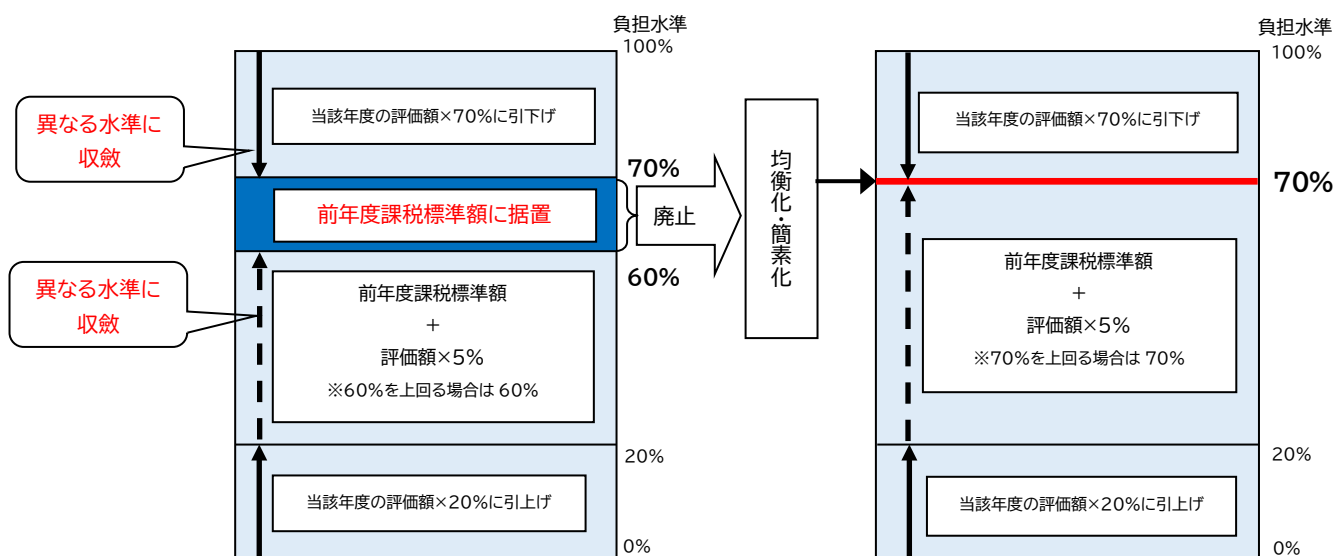 負担水準
100%
異なる水準に
収斂
当該年度の評価額×70%に引下げ
70%
前年度課税標準額に据置
60%
異なる水準に
収斂
前年度課税標準額
+
評価額×5%
※60%を上回る場合は 60%
20%
当該年度の評価額×20%に引上げ
0%
廃止
均衡化・簡素化
負担水準
100%
当該年度の評価額×70%に引下げ
70%
前年度課税標準額
+
評価額×5%
※70%を上回る場合は 70%
20%
当該年度の評価額×20%に引上げ
0%